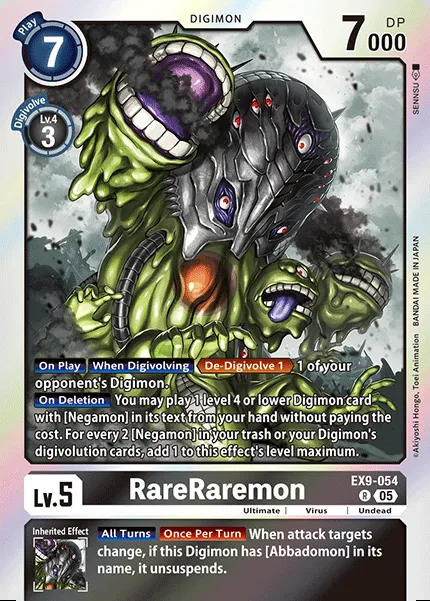 DIGIMON
Play
7
7000
DP
Digivolve
Lv.4
3
SENNSU
©Akiyoshi Hongo, Toei Animation BANDAI MADE IN JAPAN
On Play When Digivolving De-Digivolve 1 1 of your
opponent's Digimon.
On Deletion You may play 1 level 4 or lower Digimon card
with [Negamon] in its text from your hand without paying the
cost. For every 2 [Negamon] in your trash or your Digimon's
digivolution cards, add 1 to this effect's level maximum.
Lv.5
RareRaremon
EX9-054
R 05
Ultimate Virus Undead
Inherited Effect
All Turns Once Per Turn When attack targets
change, if this Digimon has [Abbadomon] in its
name, it unsuspends.